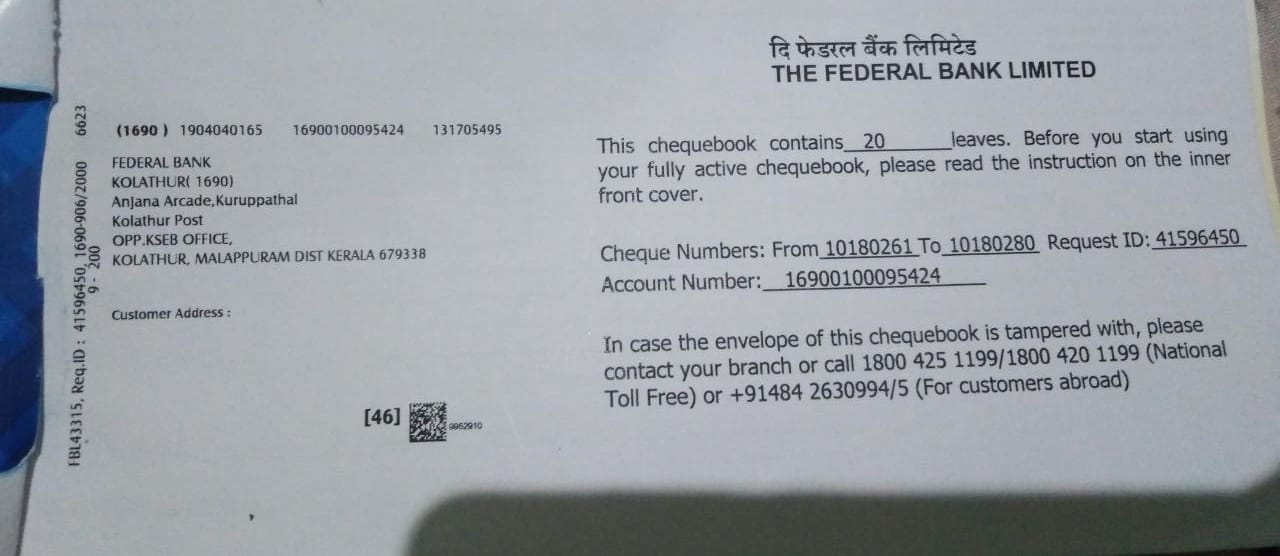 FBL43315, Req.ID : 41596450, 1690-906/2000 6623
9 - 200
(1690 ) 1904040165 16900100095424 131705495
FEDERAL BANK
KOLATHUR( 1690)
Anjana Arcade,Kuruppathal
Kolathur Post
OPP.KSEB OFFICE,
KOLATHUR, MALAPPURAM DIST KERALA 679338
Customer Address :
[46] 9952910
दि फेडरल बैंक लिमिटेड
THE FEDERAL BANK LIMITED
This chequebook contains 20 leaves. Before you start using
your fully active chequebook, please read the instruction on the inner
front cover.
Cheque Numbers: From 10180261 To 10180280 Request ID: 41596450
Account Number: 16900100095424
In case the envelope of this chequebook is tampered with, please
contact your branch or call 1800 425 1199/1800 420 1199 (National
Toll Free) or +91484 2630994/5 (For customers abroad)